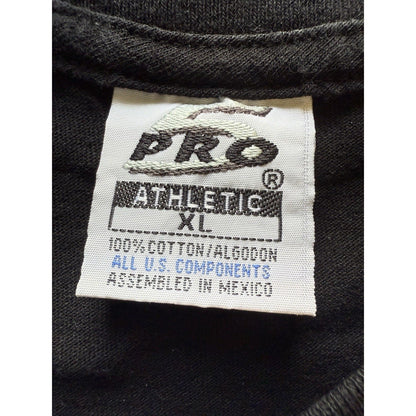 PRO
®
ATHLETIC
XL
100% COTTON/ALGODON
ALL U.S. COMPONENTS
ASSEMBLED IN MEXICO